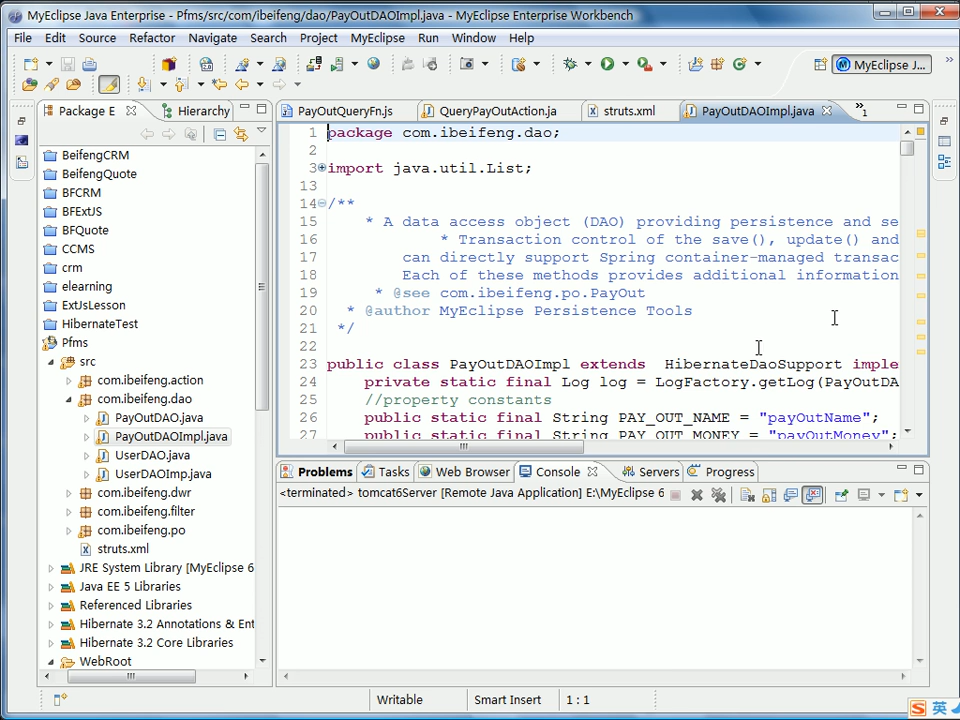 MyEclipse Java Enterprise - Pfms/src/com/ibeifeng/dao/PayOutDAOImpl.java - MyEclipse Enterprise Workbench
File Edit Source Refactor Navigate Search Project MyEclipse Run Window Help
MyEclipse J...
Package E
Hierarchy
PayOutQueryFn.js
QueryPayOutAction.ja
struts.xml
PayOutDAOImpl.java
1
BeifengCRM
BeifengQuote
BFCRM
BFExtJS
BFQuote
CCMS
crm
elearning
ExtJsLesson
HibernateTest
Pfms
src
com.ibeifeng.action
com.ibeifeng.dao
PayOutDAO.java
PayOutDAOImpl.java
UserDAO.java
UserDAOImp.java
com.ibeifeng.dwr
com.ibeifeng.filter
com.ibeifeng.po
struts.xml
JRE System Library [MyEclipse 6
Java EE 5 Libraries
Referenced Libraries
Hibernate 3.2 Annotations & Ent
Hibernate 3.2 Core Libraries
WebRoot
1 package com.ibeifeng.dao;
2
3 import java.util.List;
13
14 /**
15 * A data access object (DAO) providing persistence and se
16 * Transaction control of the save(), update() and
17 can directly support Spring container-managed transac
18 Each of these methods provides additional information
19 * @see com.ibeifeng.po.PayOut
20 * @author MyEclipse Persistence Tools
21 */
22
23 public class PayOutDAOImpl extends HibernateDaoSupport imple
24 private static final Log log = LogFactory.getLog(PayOutDA
25 //property constants
26 public static final String PAY_OUT_NAME = "payOutName";
27 public static final String PAY_OUT_MONEY = "payOutMoney";
Problems Tasks Web Browser Console Servers Progress
<terminated> tomcat6Server [Remote Java Application] E:\MyEclipse 6
Writable Smart Insert 1 : 1
S 英